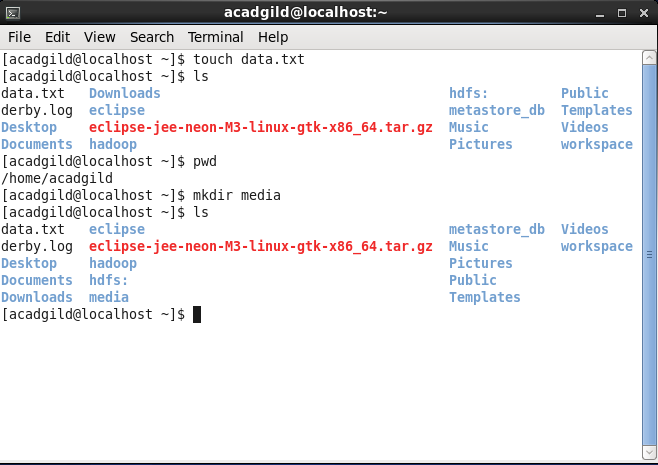 acadgild@localhost:~
File Edit View Search Terminal Help
[acadgild@localhost ~]$ touch data.txt
[acadgild@localhost ~]$ ls
data.txt   Downloads                                    hdfs:         Public
derby.log  eclipse                                      metastore_db  Templates
Desktop    eclipse-jee-neon-M3-linux-gtk-x86_64.tar.gz  Music         Videos
Documents  hadoop                                       Pictures      workspace
[acadgild@localhost ~]$ pwd
/home/acadgild
[acadgild@localhost ~]$ mkdir media
[acadgild@localhost ~]$ ls
data.txt   eclipse                                      metastore_db  Videos
derby.log  eclipse-jee-neon-M3-linux-gtk-x86_64.tar.gz  Music         workspace
Desktop    hadoop                                       Pictures
Documents  hdfs:                                        Public
Downloads  media                                        Templates
[acadgild@localhost ~]$